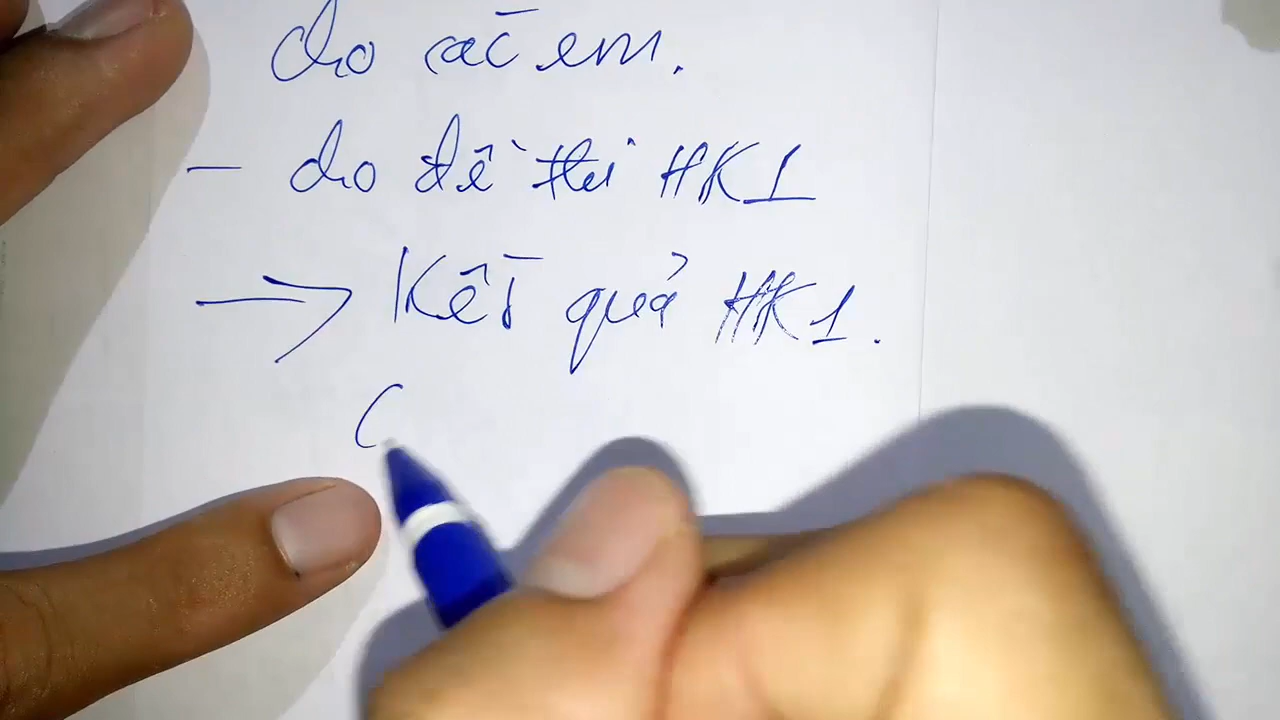 cho các em.
- cho đề thi HK1
→ Kết quả HK1.
(